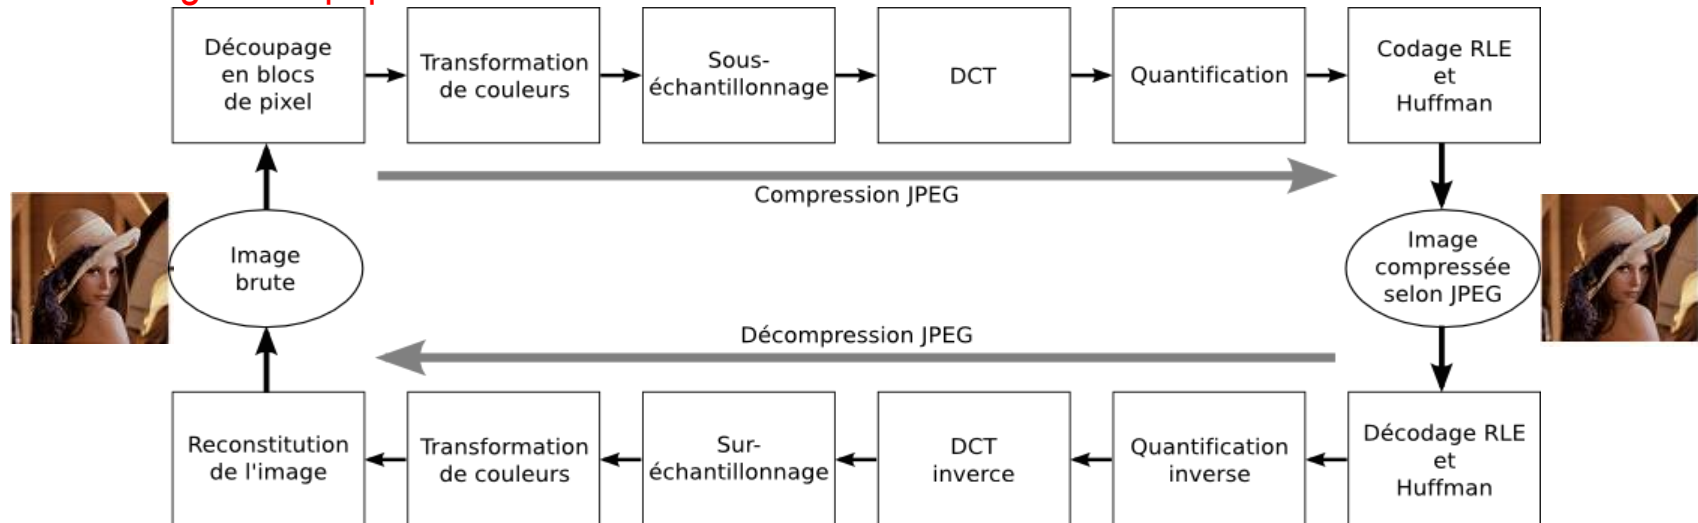 Découpage
en blocs
de pixel
Transformation
de couleurs
Sous-
échantillonnage
DCT
Quantification
Codage RLE
et
Huffman
Compression JPEG
Image
brute
Image
compressée
selon JPEG
Décompression JPEG
Reconstitution
de l'image
Transformation
de couleurs
Sur-
échantillonnage
DCT
inverce
Quantification
inverse
Décodage RLE
et
Huffman